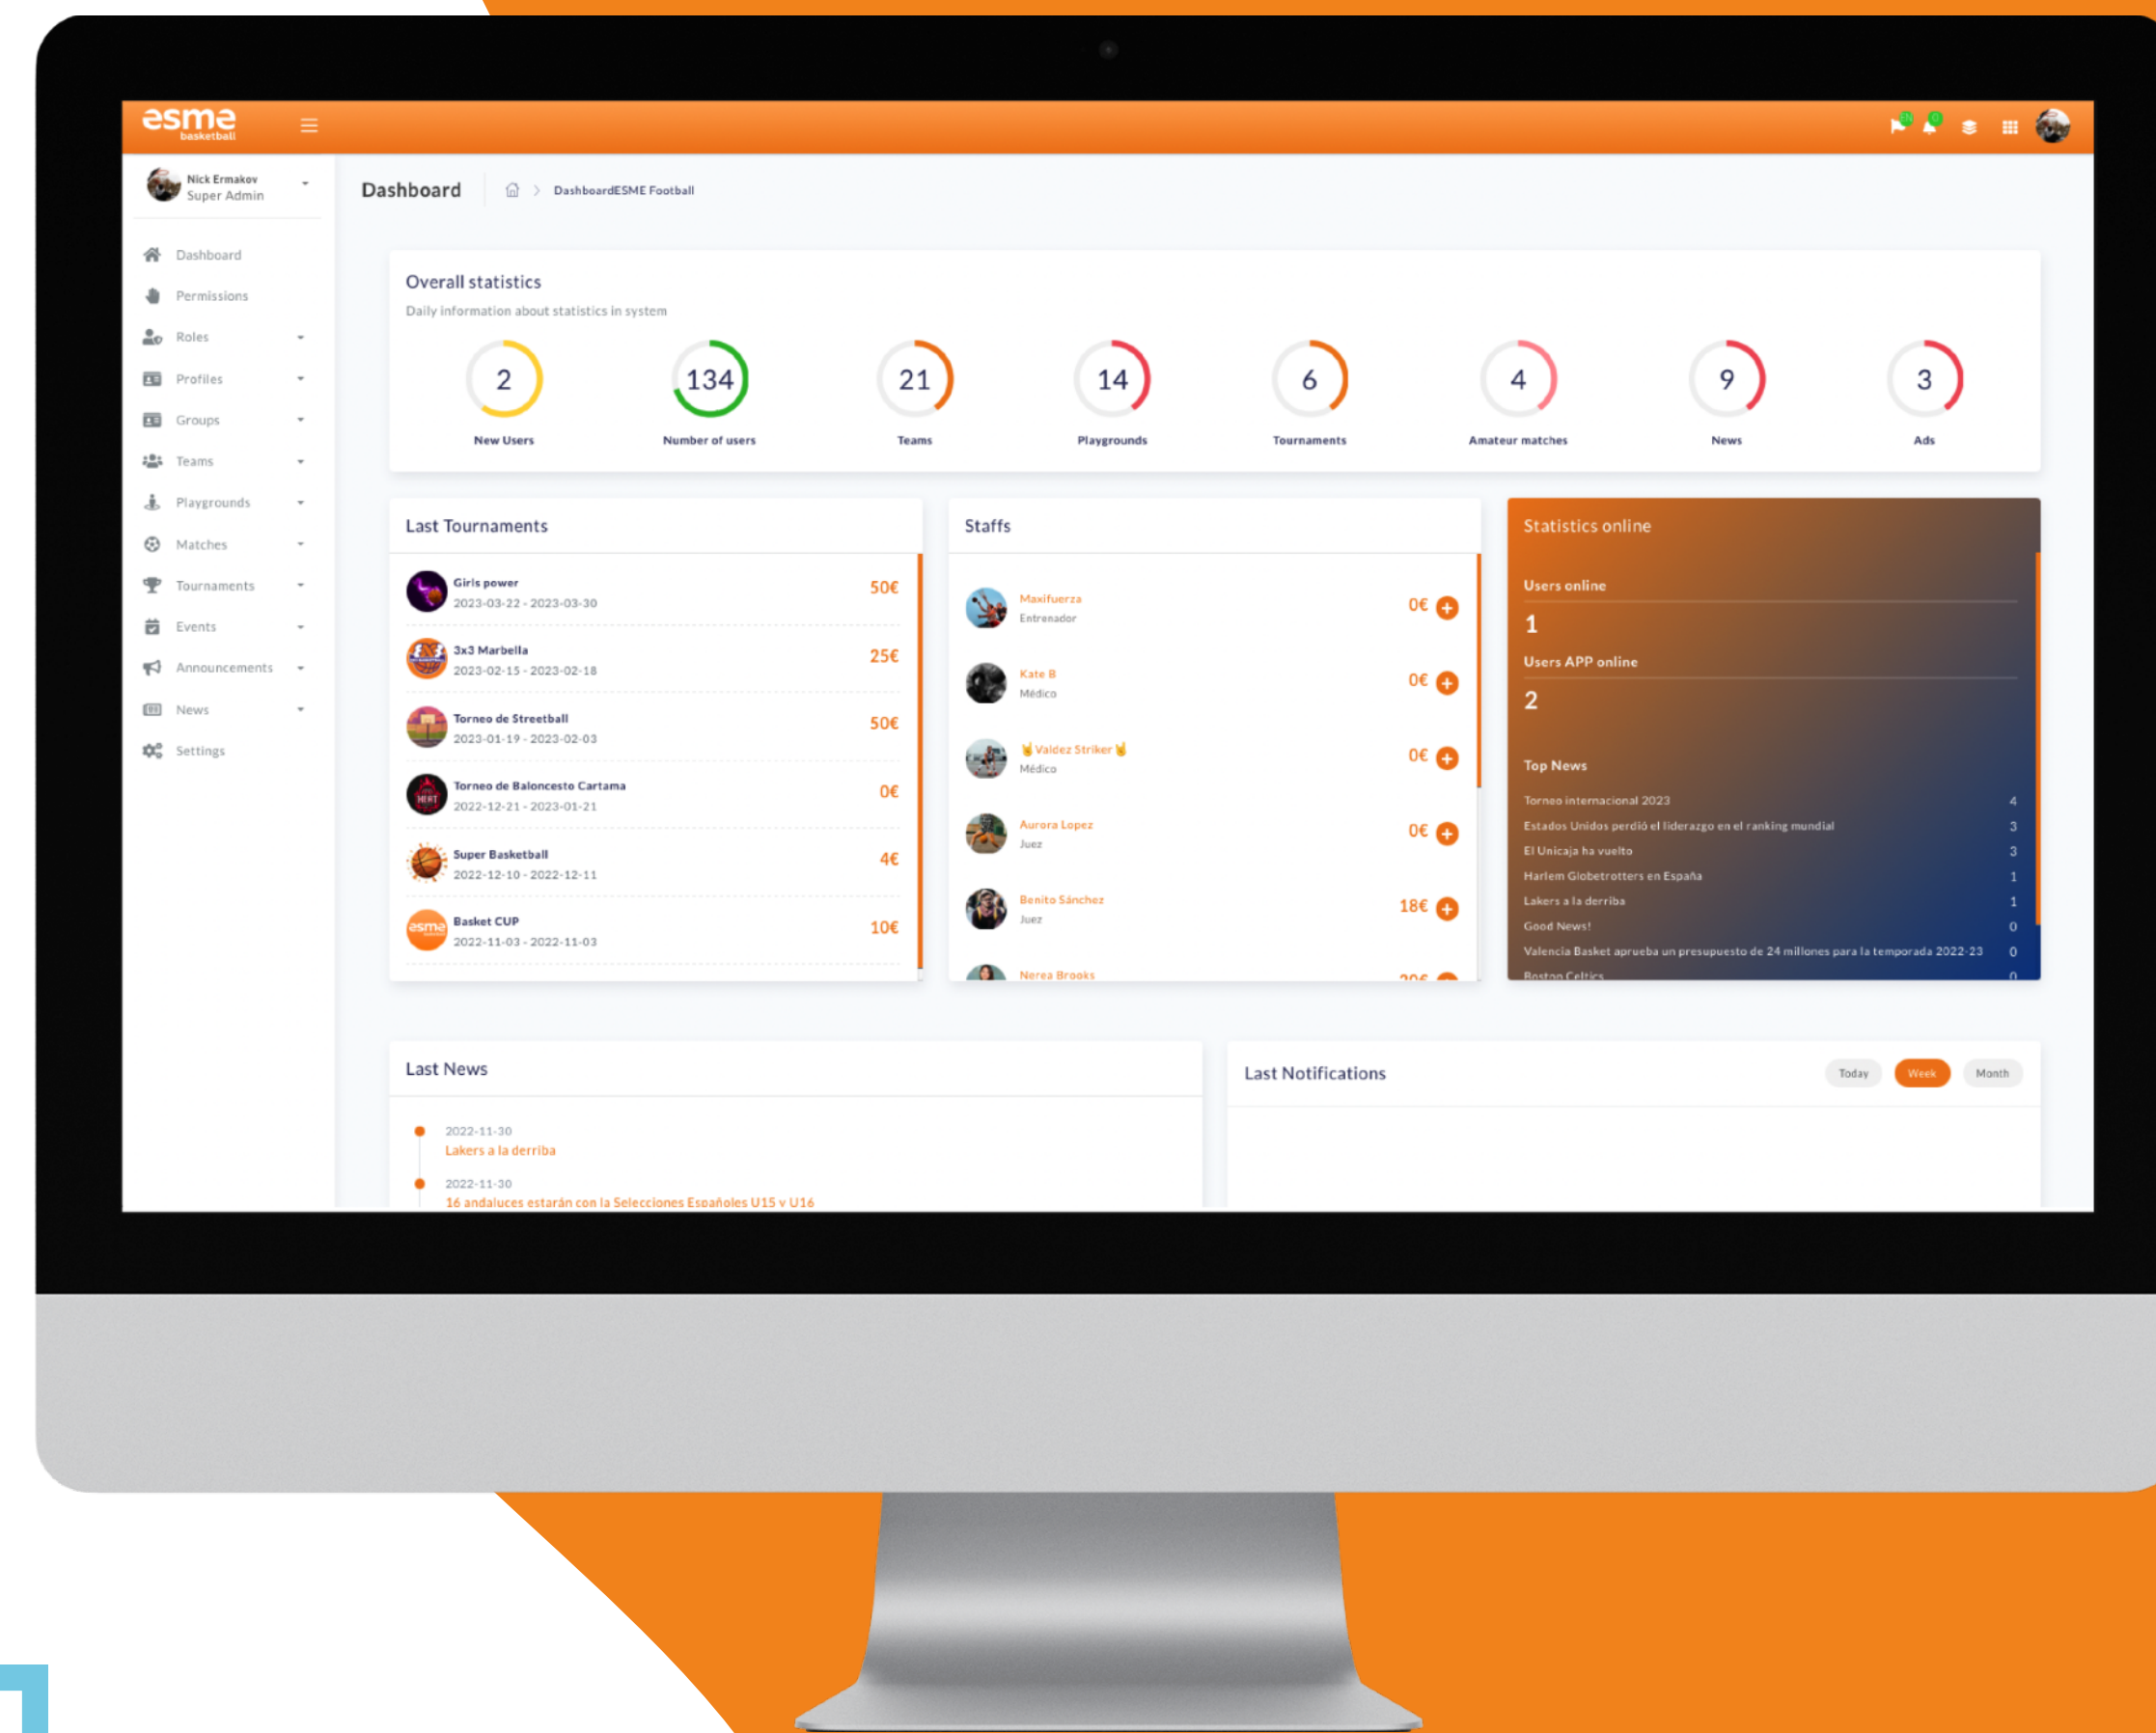 esma
basketball
EN
0
Nick Ermakov
Super Admin
Dashboard
DashboardESME Football
Dashboard
Permissions
Roles
Profiles
Groups
Teams
Playgrounds
Matches
Tournaments
Events
Announcements
News
Settings
Overall statistics
Daily information about statistics in system
2
134
21
14
6
4
9
3
New Users
Number of users
Teams
Playgrounds
Tournaments
Amateur matches
News
Ads
Last Tournaments
Girls power
2023-03-22 - 2023-03-30
50€
3x3 Marbella
2023-02-15 - 2023-02-18
25€
Torneo de Streetball
2023-01-19 - 2023-02-03
50€
HEAT
Torneo de Baloncesto Cartama
2022-12-21 - 2023-01-21
0€
Super Basketball
2022-12-10 - 2022-12-11
4€
esma
Basket CUP
2022-11-03 - 2022-11-03
10€
Staffs
Maxifuerza
Entrenador
0€
Kate B
Médico
0€
🤘Valdez Striker🤘
Médico
0€
Aurora Lopez
Juez
0€
Benito Sánchez
Juez
18€
Nerea Brooks
Statistics online
Users online
1
Users APP online
2
Top News
Torneo internacional 2023 4
Estados Unidos perdió el liderazgo en el ranking mundial 3
El Unicaja ha vuelto 3
Harlem Globetrotters en España 1
Lakers a la derriba 1
Good News! 0
Valencia Basket aprueba un presupuesto de 24 millones para la temporada 2022-23 0
Boston Celtics 0
Last News
2022-11-30
Lakers a la derriba
2022-11-30
16 andaluces estarán con la Selecciones Españoles U15 y U16
Last Notifications
Today
Week
Month